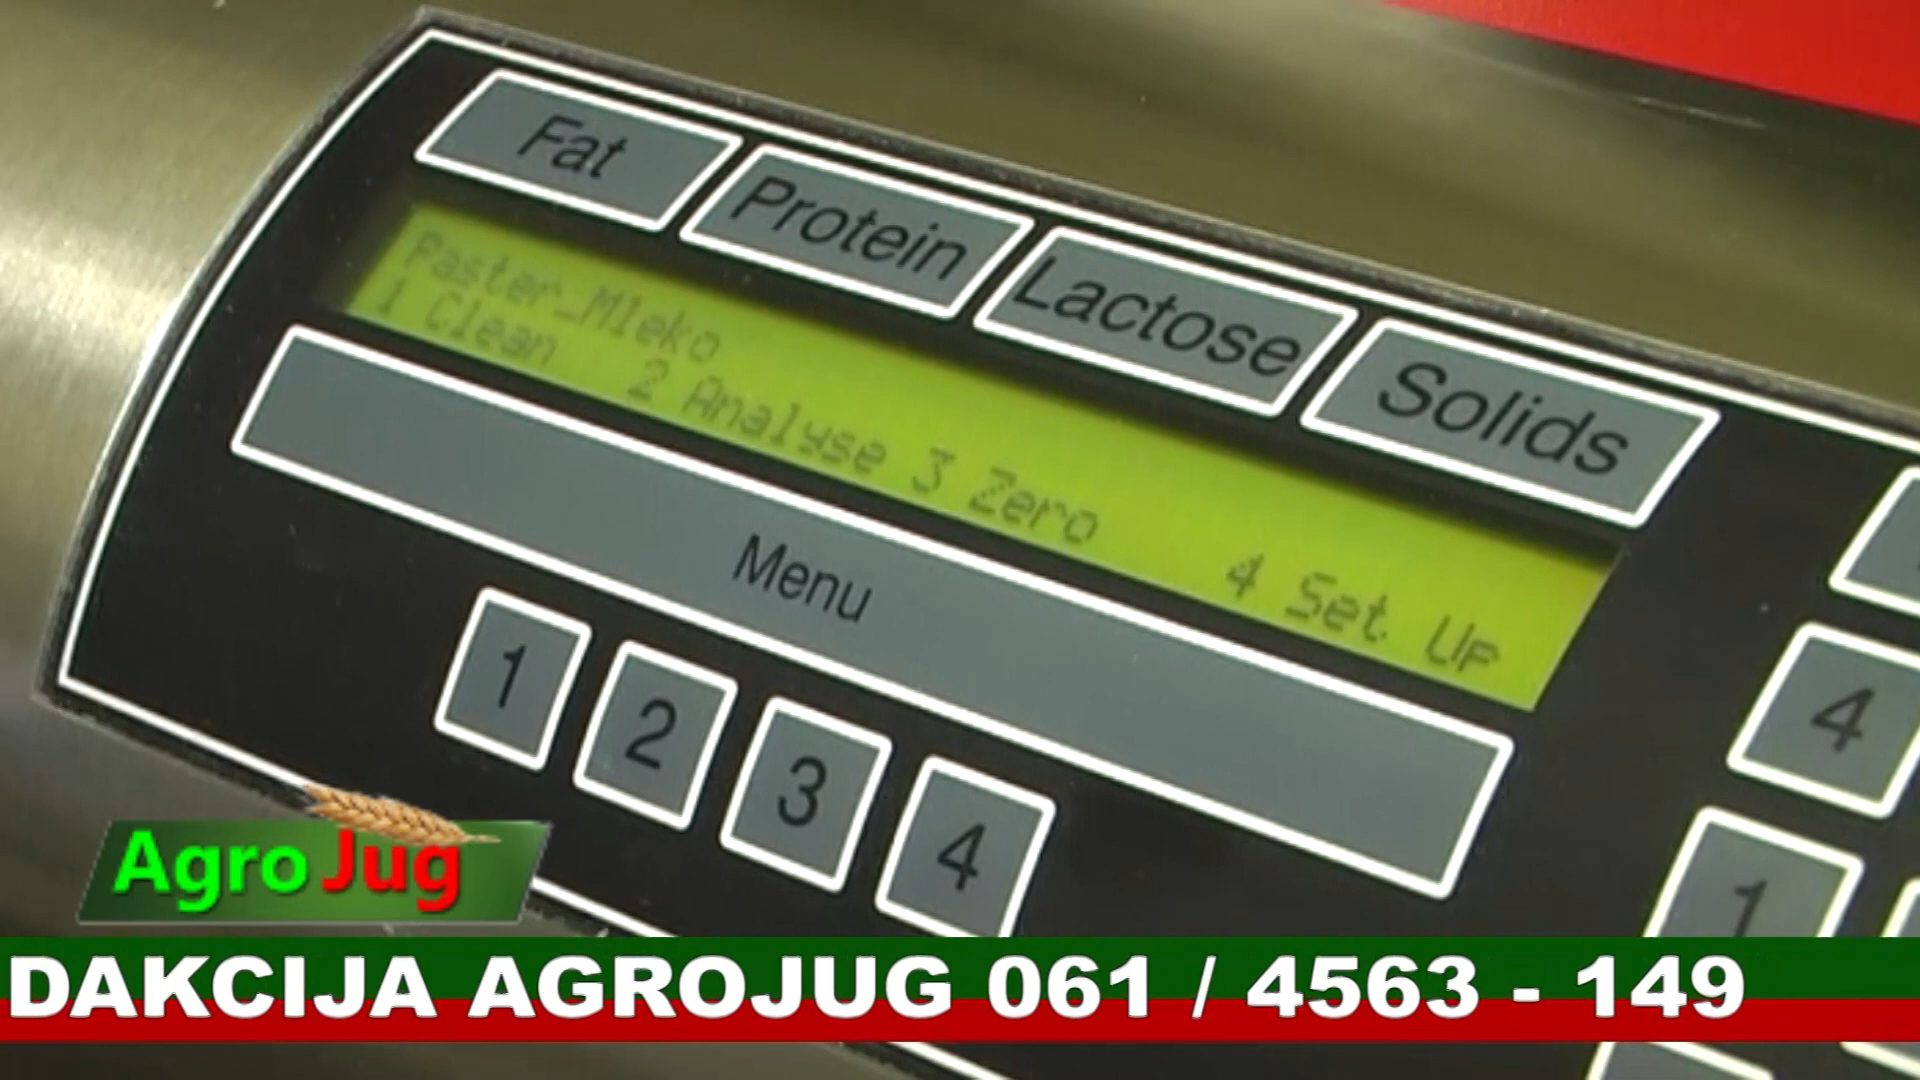 Fat
Protein
Lactose
Solids
Paster_Mleko
1 Clean 2 Analyse 3 Zero 4 Set Up
Menu
1
2
3
4
4
1
Agro Jug
DAKCIJA AGROJUG 061 / 4563 - 149